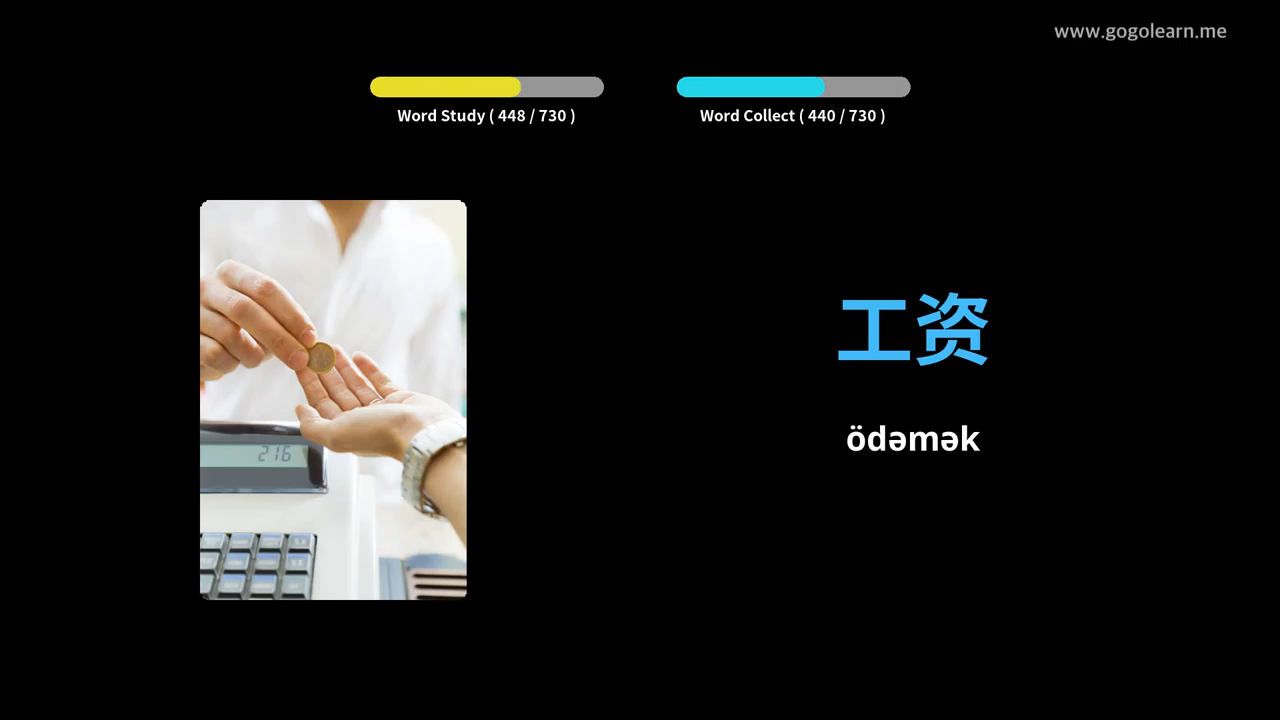 www.gogolearn.me
Word Study ( 448 / 730 )
Word Collect ( 440 / 730 )
工资
ödəmək
216